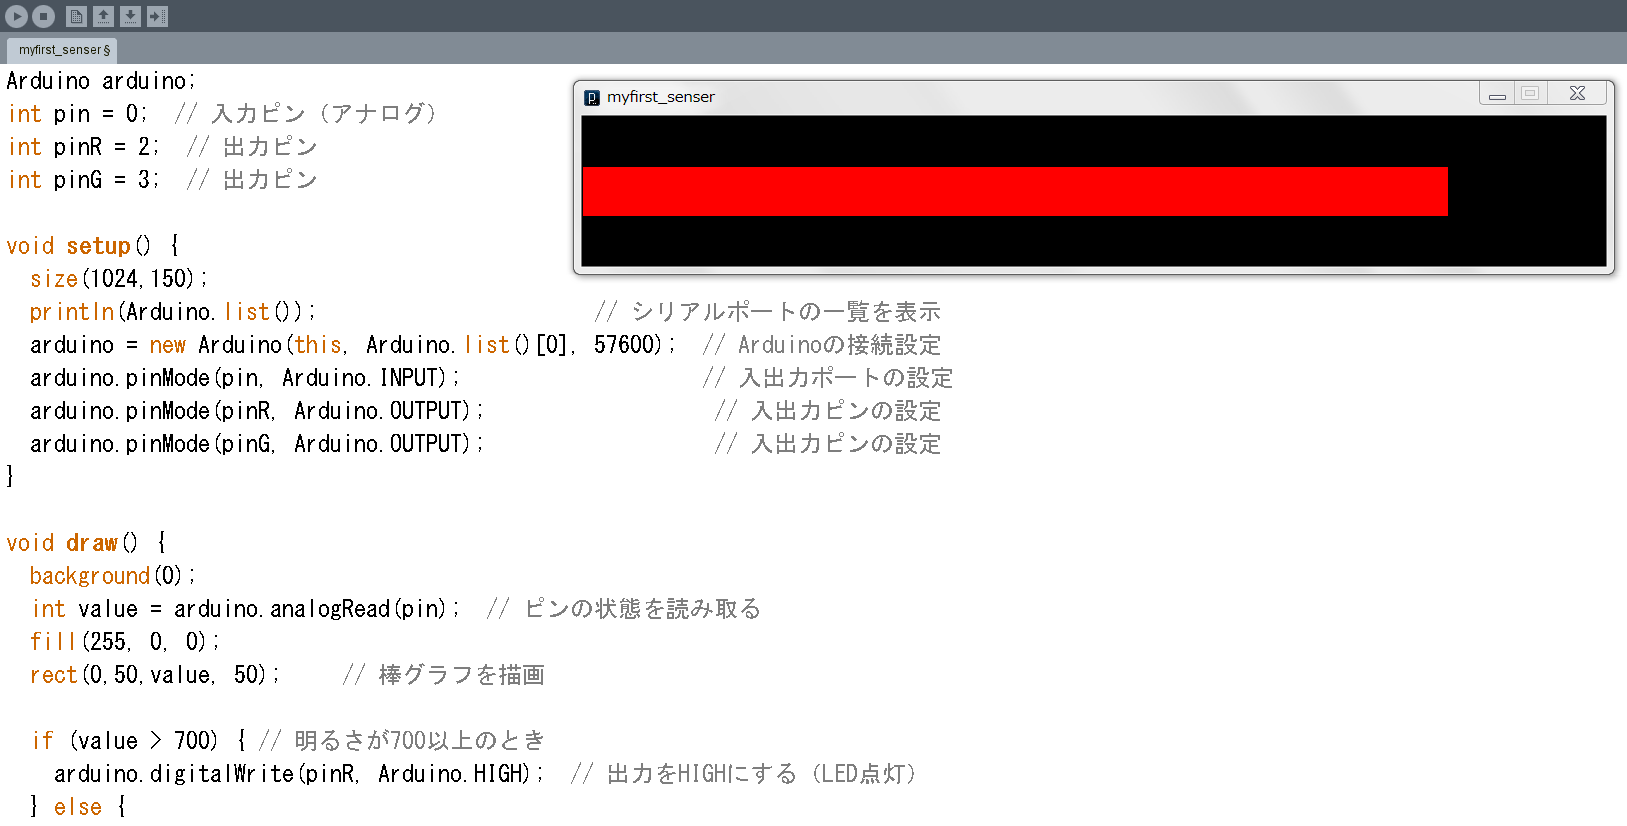 myfirst_senser §
Arduino arduino;
int pin = 0;  // 入力ピン（アナログ）
int pinR = 2;  // 出力ピン
int pinG = 3;  // 出力ピン
myfirst_senser
void setup() {
  size(1024,150);
  println(Arduino.list());                       // シリアルポートの一覧を表示
  arduino = new Arduino(this, Arduino.list()[0], 57600);  // Arduinoの接続設定
  arduino.pinMode(pin, Arduino.INPUT);                    // 入出力ポートの設定
  arduino.pinMode(pinR, Arduino.OUTPUT);                   // 入出力ピンの設定
  arduino.pinMode(pinG, Arduino.OUTPUT);                   // 入出力ピンの設定
}
void draw() {
  background(0);
  int value = arduino.analogRead(pin);  // ピンの状態を読み取る
  fill(255, 0, 0);
  rect(0,50,value, 50);     // 棒グラフを描画
  if (value > 700) { // 明るさが700以上のとき
    arduino.digitalWrite(pinR, Arduino.HIGH);  // 出力をHIGHにする（LED点灯）
  } else {